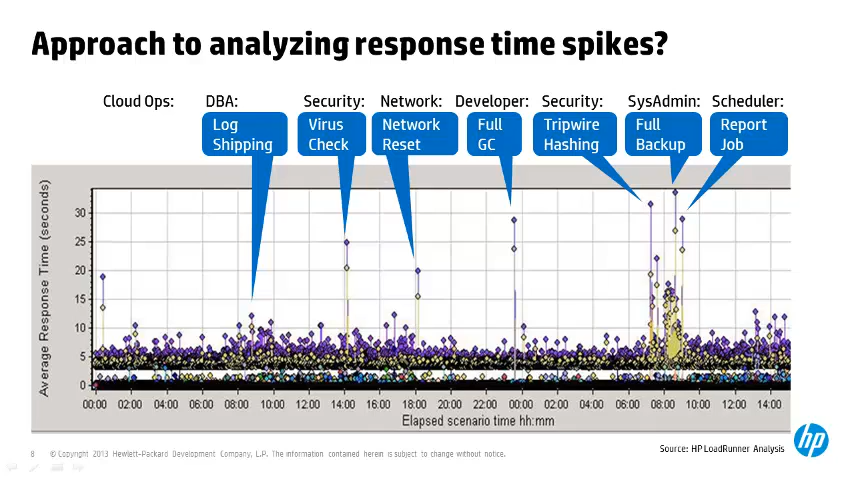 Approach to analyzing response time spikes?
Cloud Ops: DBA: Security: Network: Developer: Security: SysAdmin: Scheduler:
Log Shipping
Virus Check
Network Reset
Full GC
Tripwire Hashing
Full Backup
Report Job
Average Response Time (seconds)
30
25
20
15
10
5
0
00:00 02:00 04:00 06:00 08:00 10:00 12:00 14:00 16:00 18:00 20:00 22:00 00:00 02:00 04:00 06:00 08:00 10:00 12:00 14:00
Elapsed scenario time hh:mm
Source: HP LoadRunner Analysis
hp
8 © Copyright 2013 Hewlett-Packard Development Company, L.P. The information contained herein is subject to change without notice.